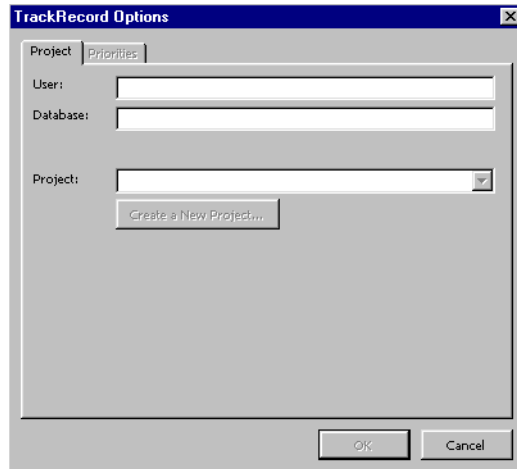 TrackRecord Options
Project Priorities
User:
Database:
Project:
Create a New Project...
OK Cancel